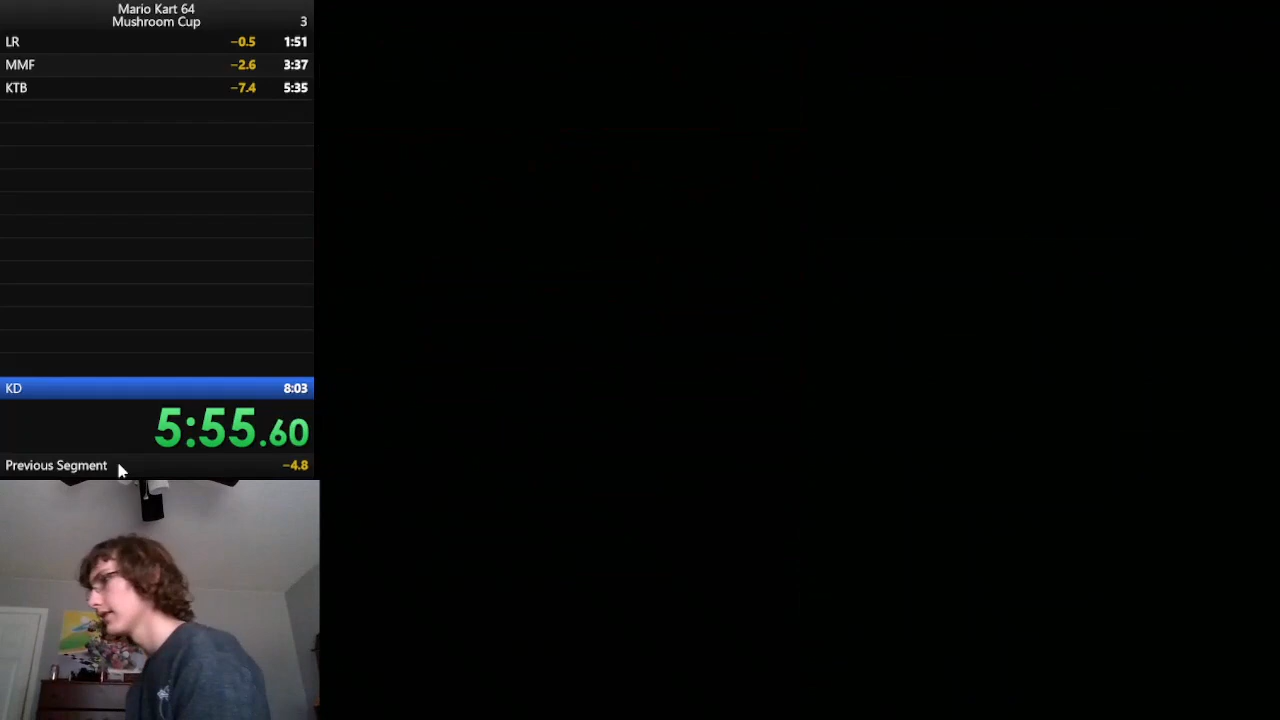 Mario Kart 64
Mushroom Cup 3
LR −0.5 1:51
MMF −2.6 3:37
KTB −7.4 5:35
KD 8:03
5:55.60
Previous Segment −4.8